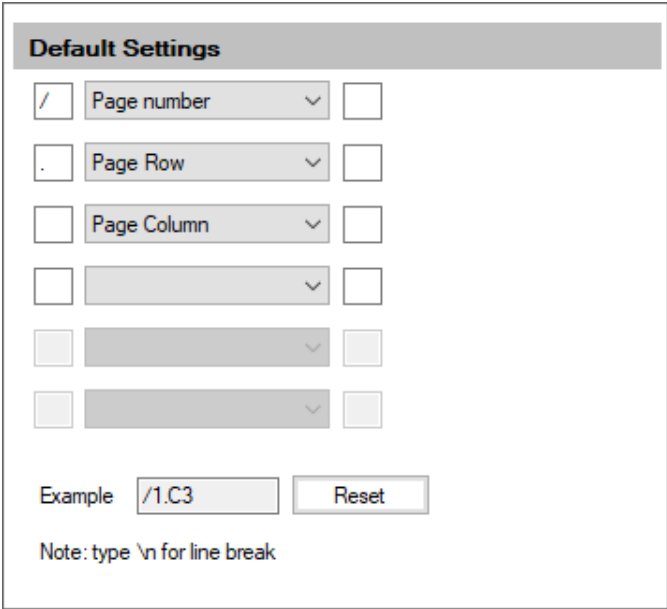 Default Settings
/ Page number
. Page Row
Page Column
Example /1.C3 Reset
Note: type \n for line break